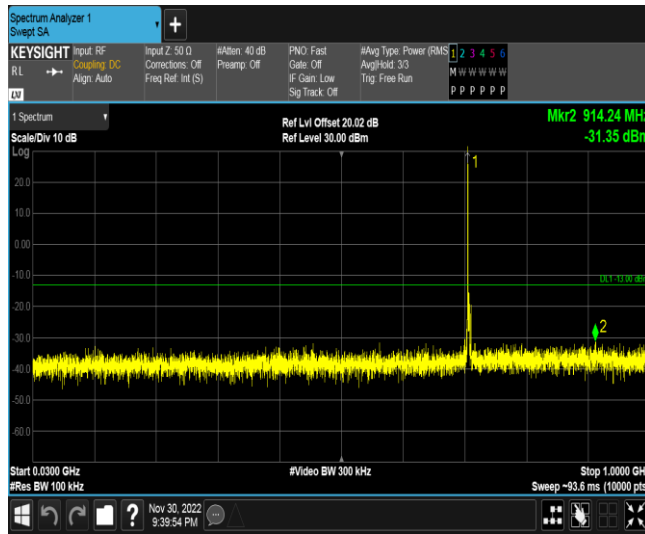 Spectrum Analyzer 1
Swept SA
+
KEYSIGHT
RL
LXI
Input: RF
Coupling: DC
Align: Auto
Input Z: 50 Ω
Corrections: Off
Freq Ref: Int (S)
#Atten: 40 dB
Preamp: Off
PNO: Fast
Gate: Off
IF Gain: Low
Sig Track: Off
#Avg Type: Power (RMS
Avg|Hold: 3/3
Trig: Free Run
1 2 3 4 5 6
M W W W W W
P P P P P P
1 Spectrum
Scale/Div 10 dB
Ref Lvl Offset 20.02 dB
Ref Level 30.00 dBm
Mkr2 914.24 MHz
-31.35 dBm
Log
1
20.0
10.0
0.00
-10.0
DL1 -13.00 dBm
-20.0
2
-30.0
-40.0
-50.0
-60.0
Start 0.0300 GHz
#Res BW 100 kHz
#Video BW 300 kHz
Stop 1.0000 GH
Sweep ~93.6 ms (10000 pts
?
Nov 30, 2022
9:39:54 PM